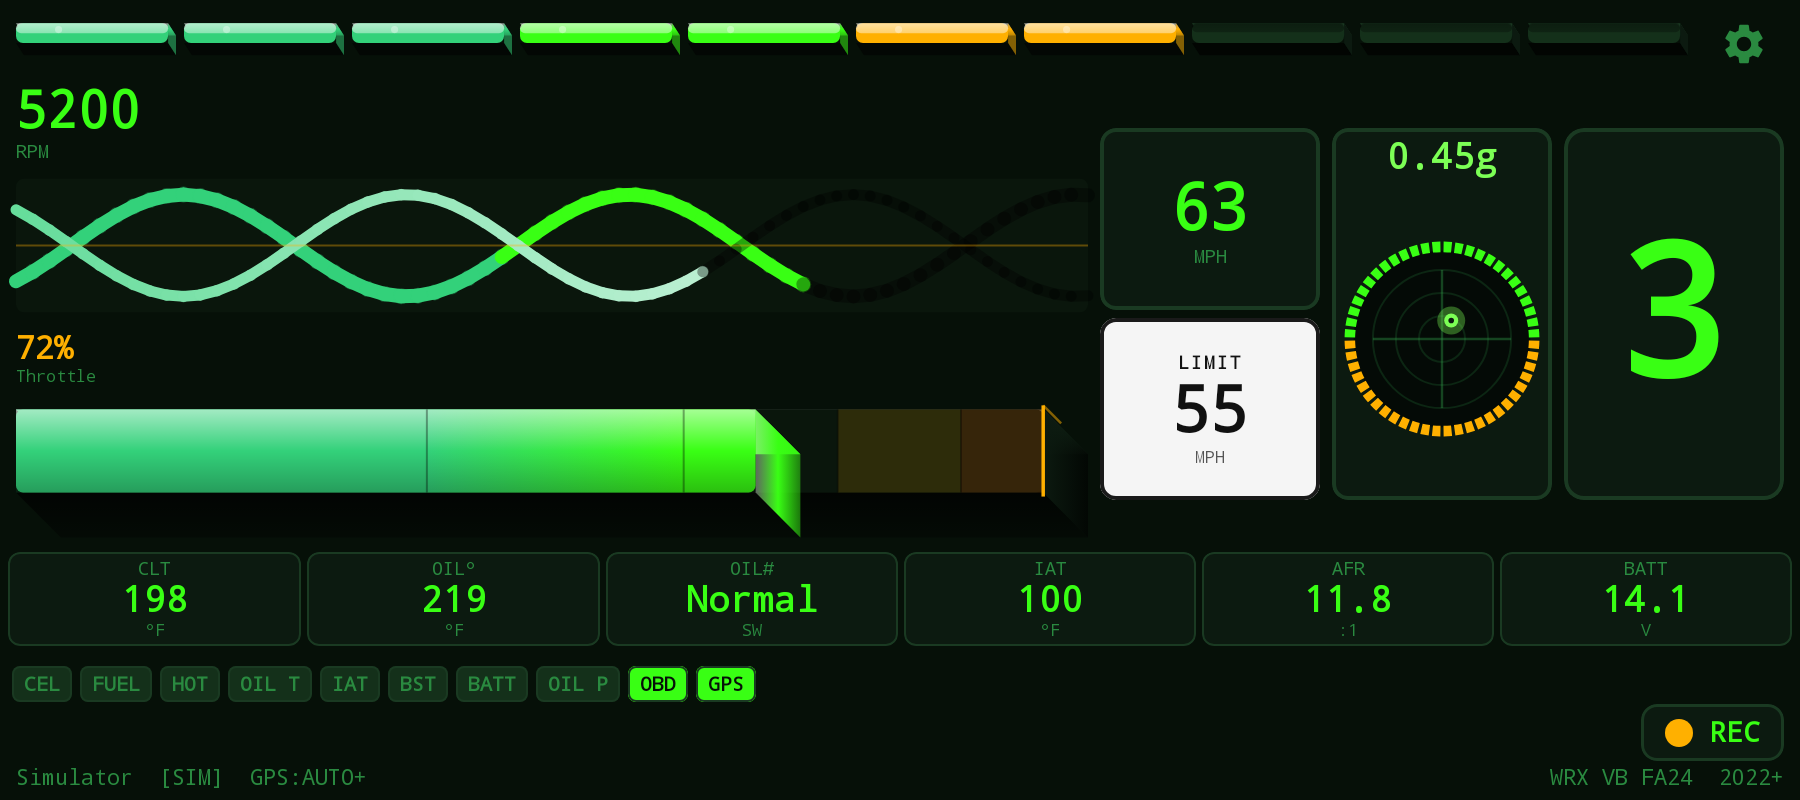 5200
RPM
0.45g
63
MPH
3
72%
Throttle
LIMIT
55
MPH
CLT
198
°F
OILº
219
°F
OIL#
Normal
SW
IAT
100
°F
AFR
11.8
:1
BATT
14.1
V
CEL FUEL HOT OIL T IAT BST BATT OIL P OBD GPS
REC
Simulator [SIM] GPS:AUTO+
WRX VB FA24 2022+